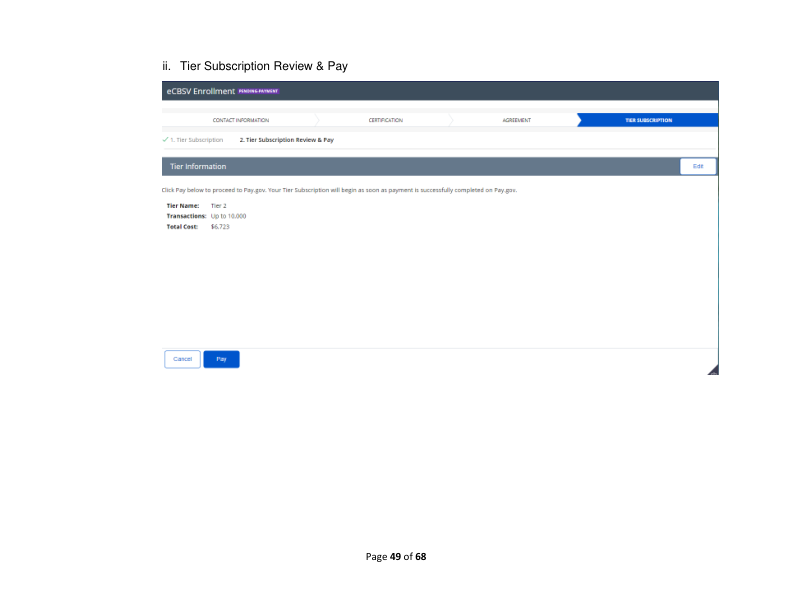 ii. Tier Subscription Review & Pay
eCBSV Enrollment PENDING-PAYMENT
CONTACT INFORMATION CERTIFICATION AGREEMENT TIER SUBSCRIPTION
✓ 1. Tier Subscription 2. Tier Subscription Review & Pay
Tier Information Edit
Click Pay below to proceed to Pay.gov. Your Tier Subscription will begin as soon as payment is successfully completed on Pay.gov.
Tier Name: Tier 2
Transactions: Up to 10,000
Total Cost: $6,723
Cancel Pay
Page 49 of 68